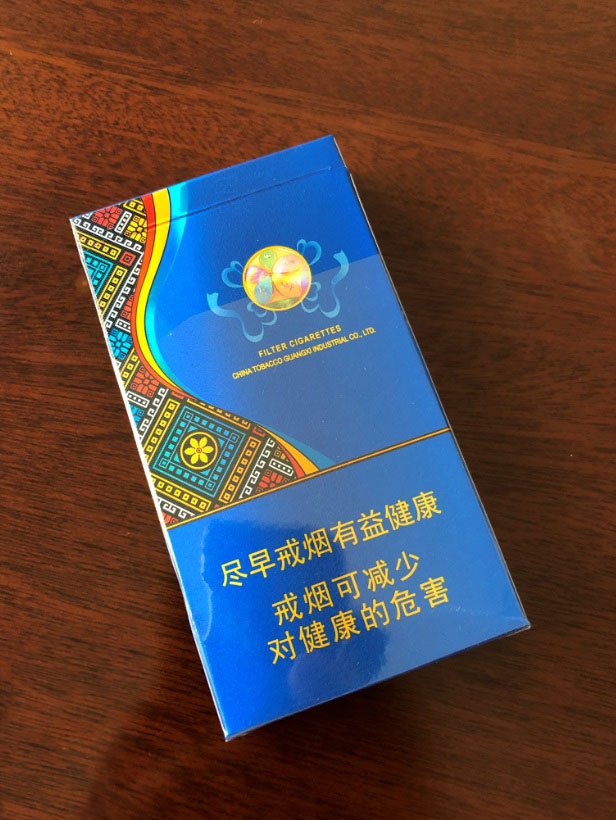 FILTER CIGARETTES
CHINA TOBACCO GUANGXI INDUSTRIAL CO., LTD.
尽早戒烟有益健康
戒烟可减少
对健康的危害